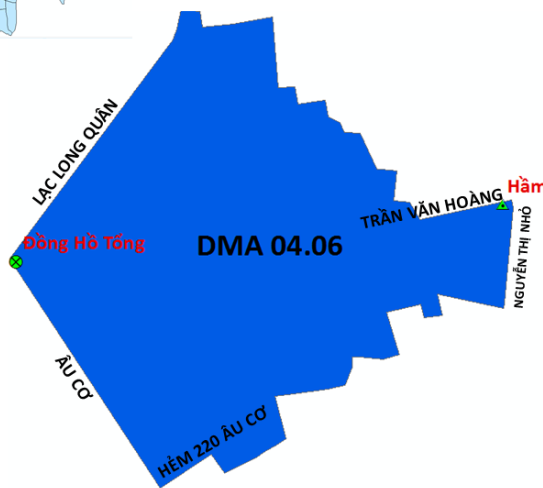 LẠC LONG QUÂN
Hầm
TRẦN VĂN HOÀNG
NGUYỄN THỊ NHỎ
Đồng Hồ Tổng
DMA 04.06
ÂU CƠ
HẺM 220 ÂU CƠ